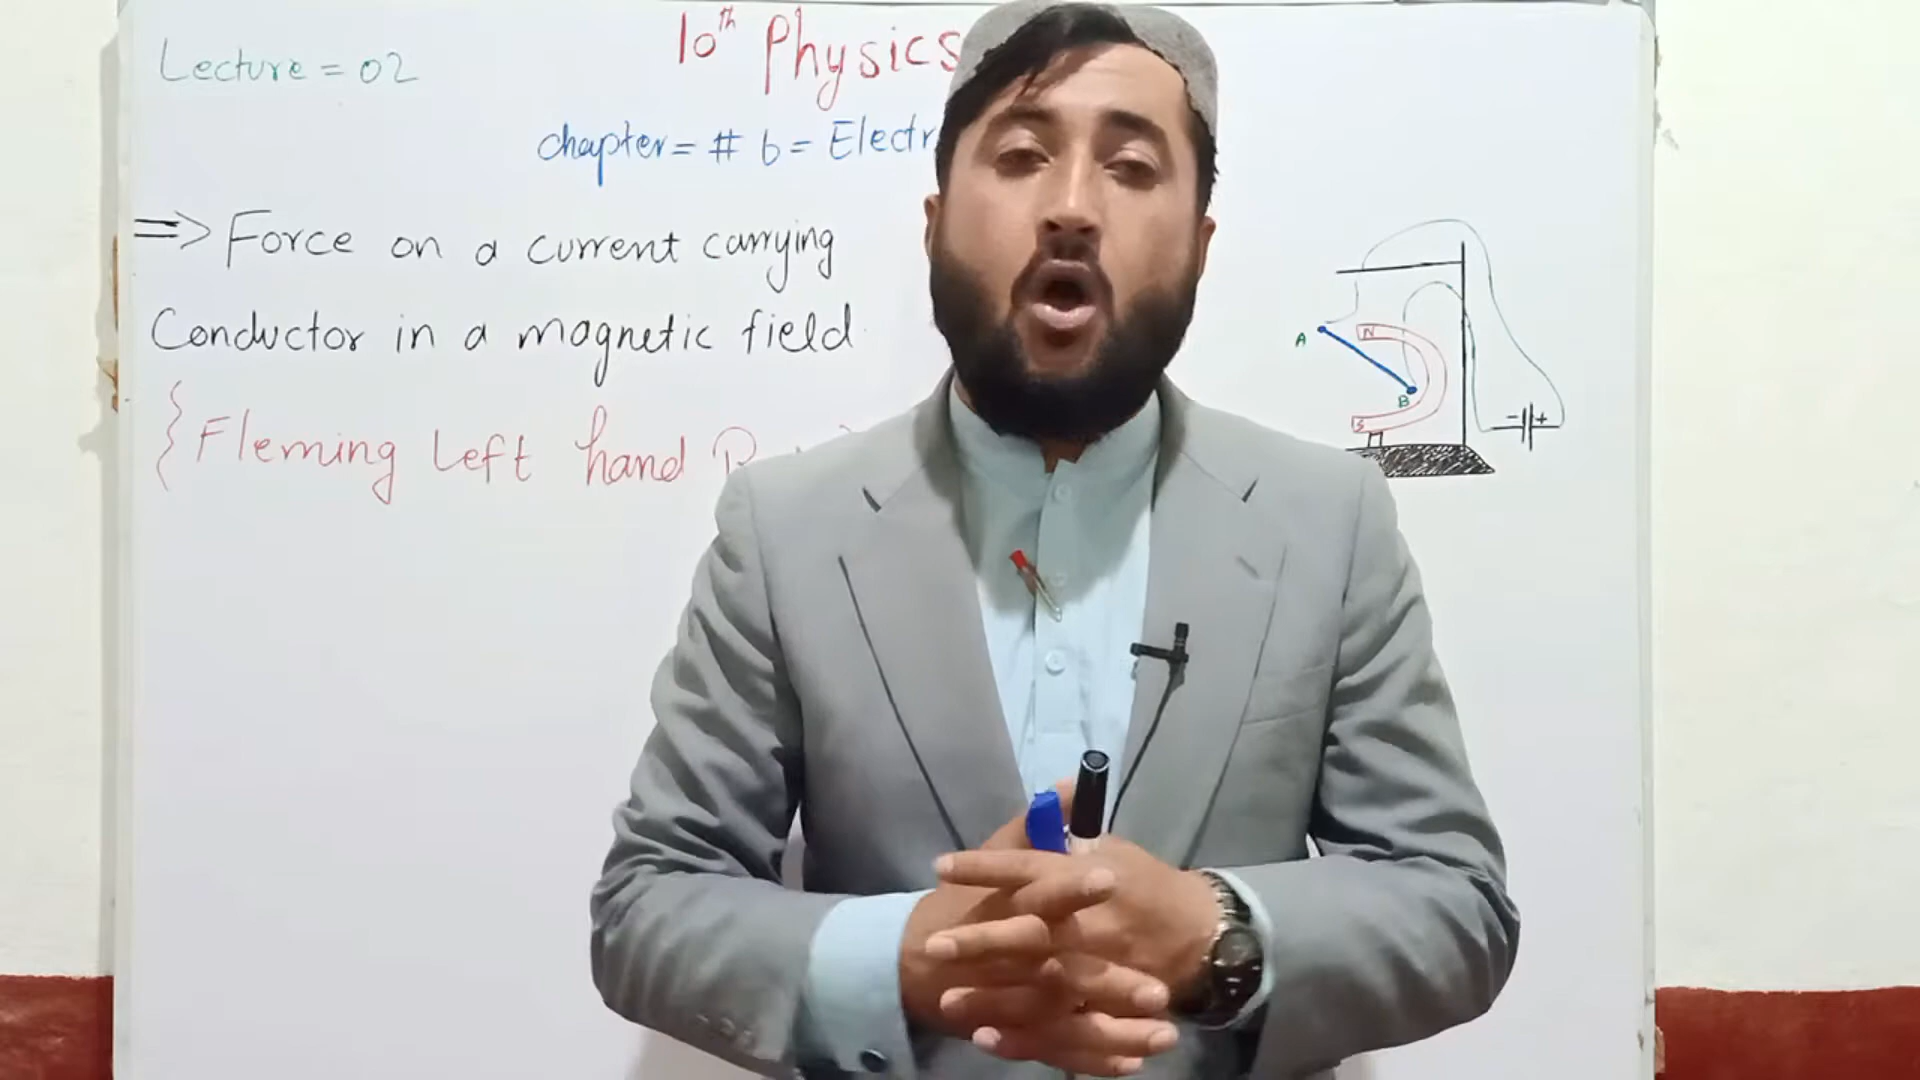 Lecture = 02
10th Physics
chapter = # 6 = Electr
=> Force on a current carrying
Conductor in a magnetic field
{ Fleming Left hand
A
N
B
S
- +